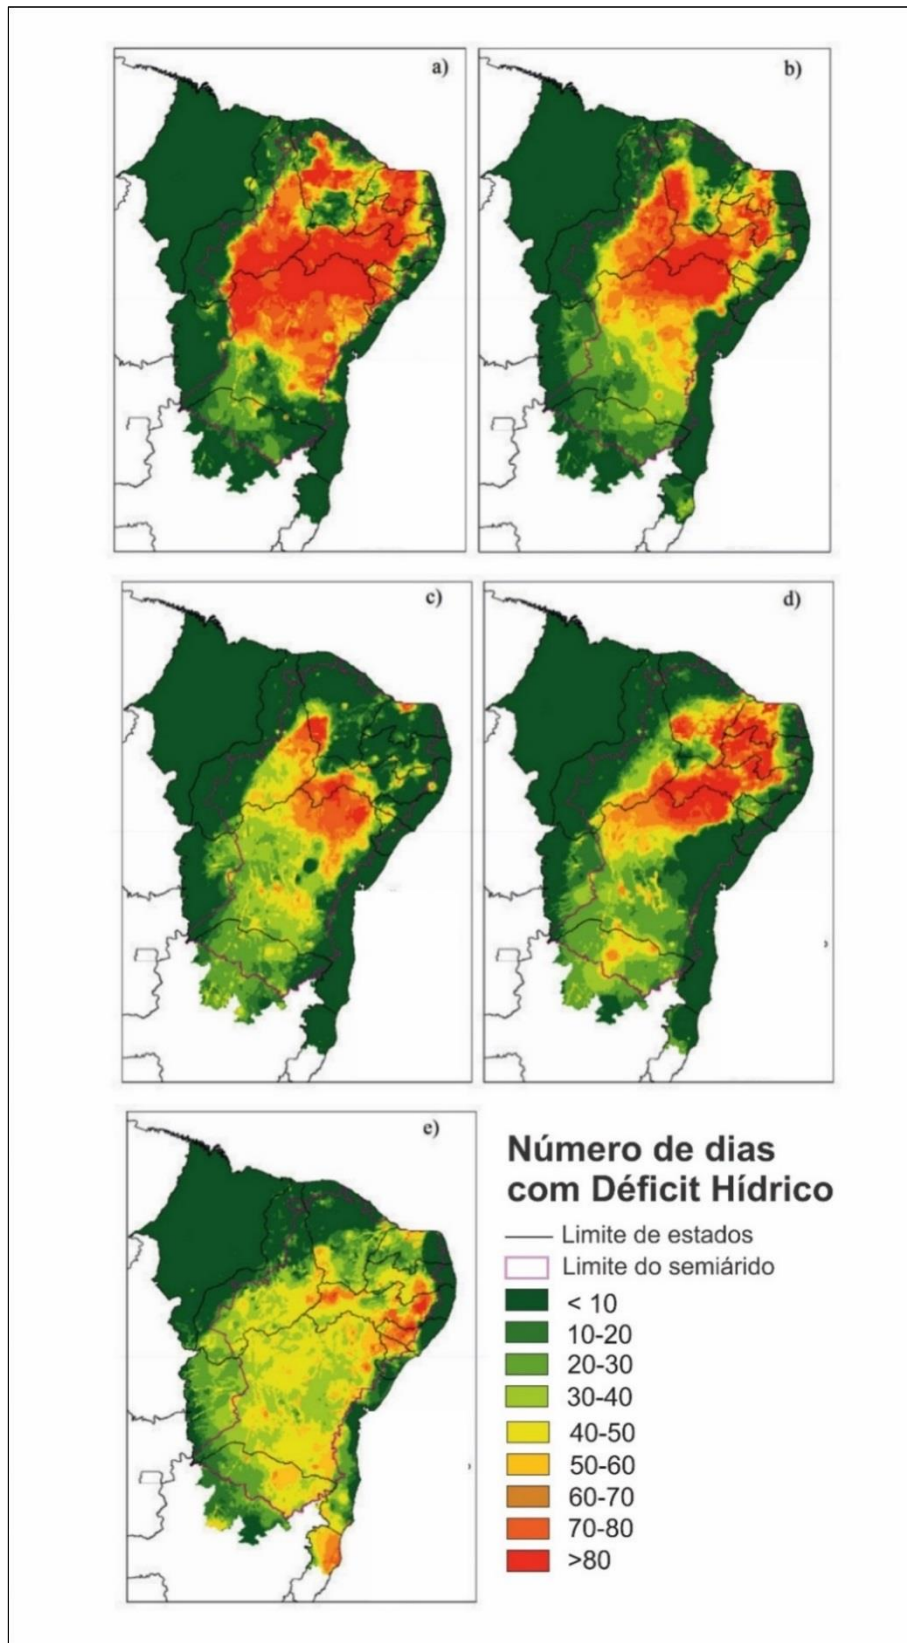 a)
b)
c)
d)
e)
Número de dias
com Déficit Hídrico
Limite de estados
Limite do semiárido
< 10
10-20
20-30
30-40
40-50
50-60
60-70
70-80
>80